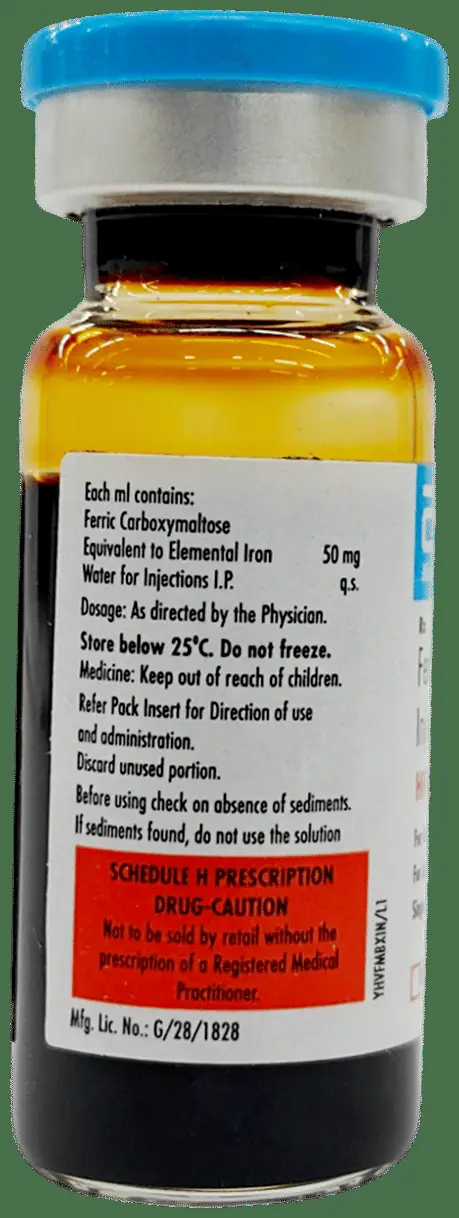 Each ml contains:
Ferric Carboxymaltose
Equivalent to Elemental Iron 50 mg
Water for Injections I.P. q.s.
Dosage: As directed by the Physician.
Store below 25°C. Do not freeze.
Medicine: Keep out of reach of children.
Refer Pack Insert for Direction of use
and administration.
Discard unused portion.
Before using check on absence of sediments.
If sediments found, do not use the solution
SCHEDULE H PRESCRIPTION
DRUG-CAUTION
Not to be sold by retail without the
prescription of a Registered Medical
Practitioner.
Mfg. Lic. No.: G/28/1828
YHVFMBXIN/L1